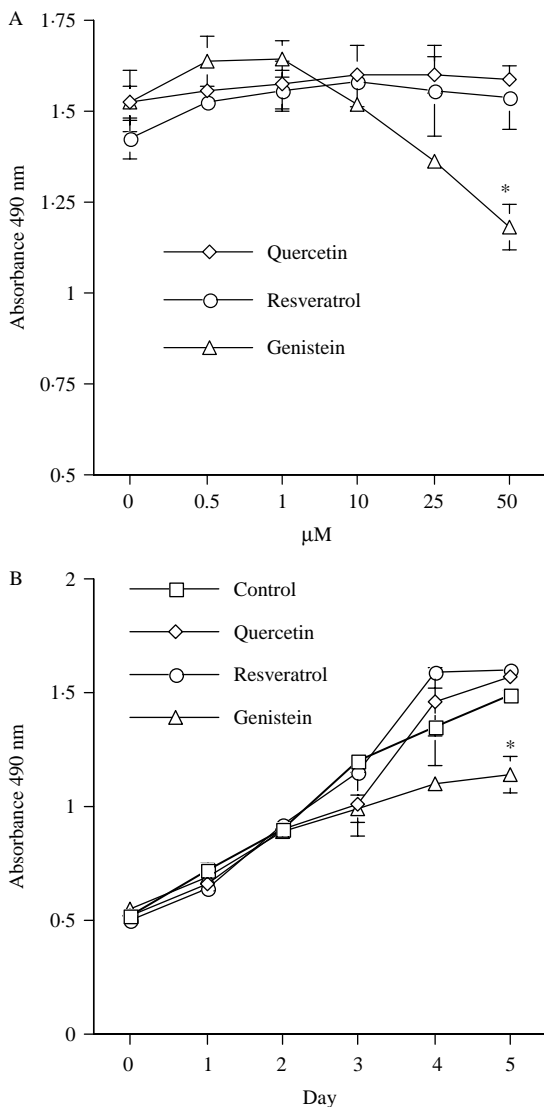 A
1·75
1·5
1·25
1
0·75
0·5
Absorbance 490 nm
Quercetin
Resveratrol
Genistein
*
0 0.5 1 10 25 50
µM
B
2
1·5
1
0·5
0
Absorbance 490 nm
Control
Quercetin
Resveratrol
Genistein
*
0 1 2 3 4 5
Day